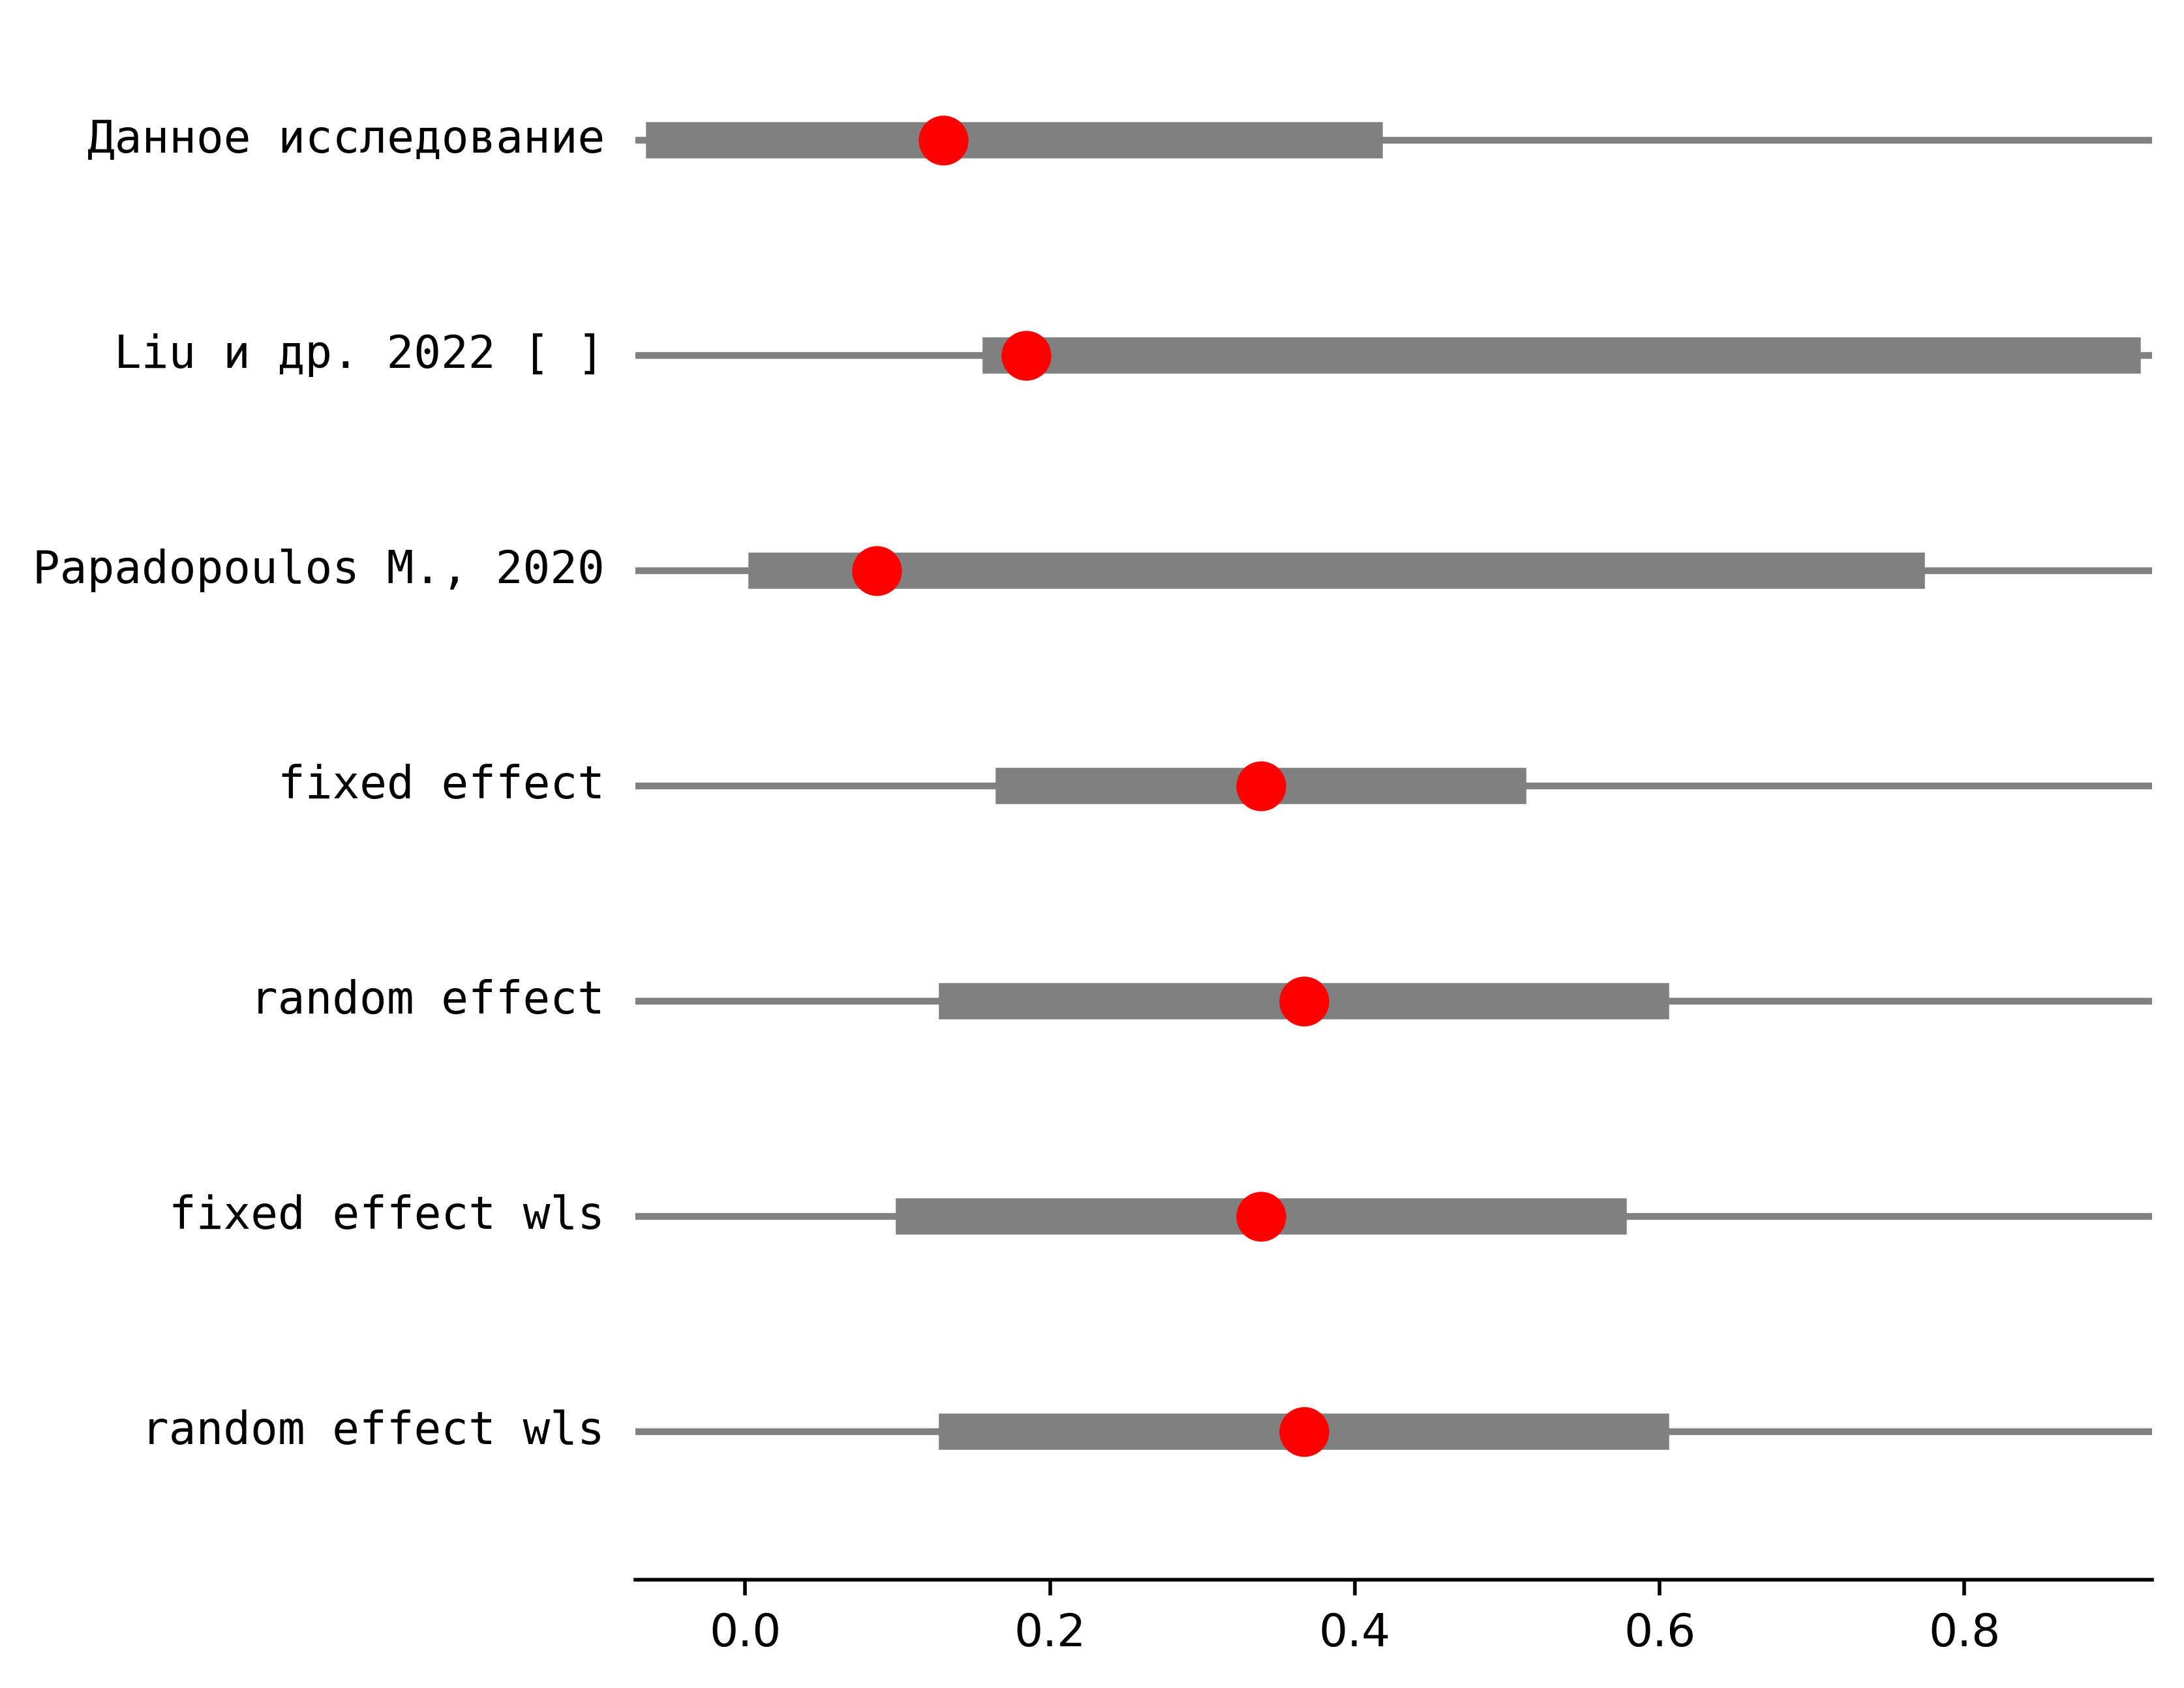 Данное исследование
Liu и др. 2022 [ ]
Papadopoulos M., 2020
fixed effect
random effect
fixed effect wls
random effect wls
0.0 0.2 0.4 0.6 0.8